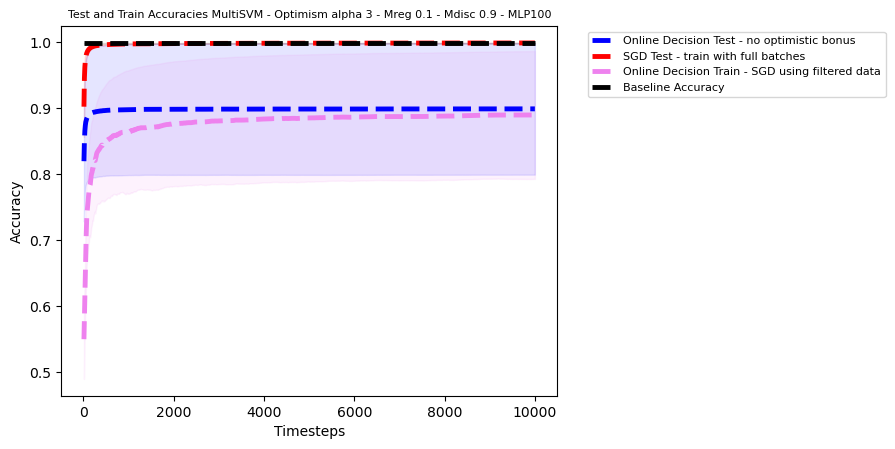 Test and Train Accuracies MultiSVM - Optimism alpha 3 - Mreg 0.1 - Mdisc 0.9 - MLP100
Online Decision Test - no optimistic bonus
SGD Test - train with full batches
Online Decision Train - SGD using filtered data
Baseline Accuracy
Accuracy
1.0
0.9
0.8
0.7
0.6
0.5
0 2000 4000 6000 8000 10000
Timesteps